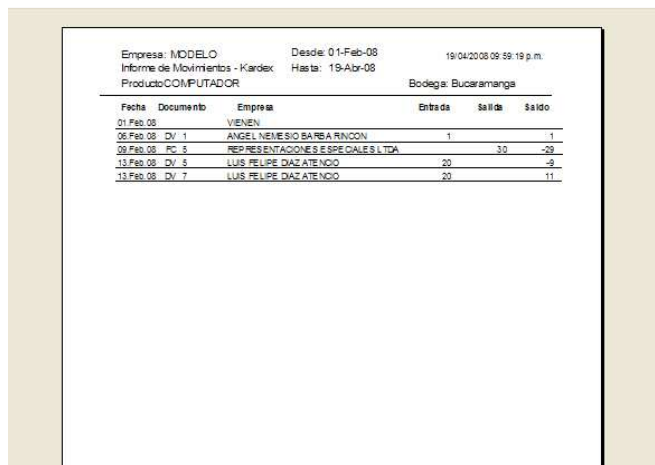 Empresa: MODELO Desde: 01-Feb-08 19/04/2008 09:59:19 p.m.
Informe de Movimientos - Kardex Hasta: 19-Abr-08
ProductoCOMPUTADOR Bodega: Bucaramanga
Fecha Documento Empresa Entrada Salida Saldo
01.Feb.08 VIENEN
06.Feb.08 DV 1 ANGEL NEMESIO BARBA RINCON 1 1
09.Feb.08 FC 5 REPRESENTACIONES ESPECIALES LTDA 30 -29
13.Feb.08 DV 5 LUIS FELIPE DIAZ ATENCIO 20 -9
13.Feb.08 DV 7 LUIS FELIPE DIAZ ATENCIO 20 11